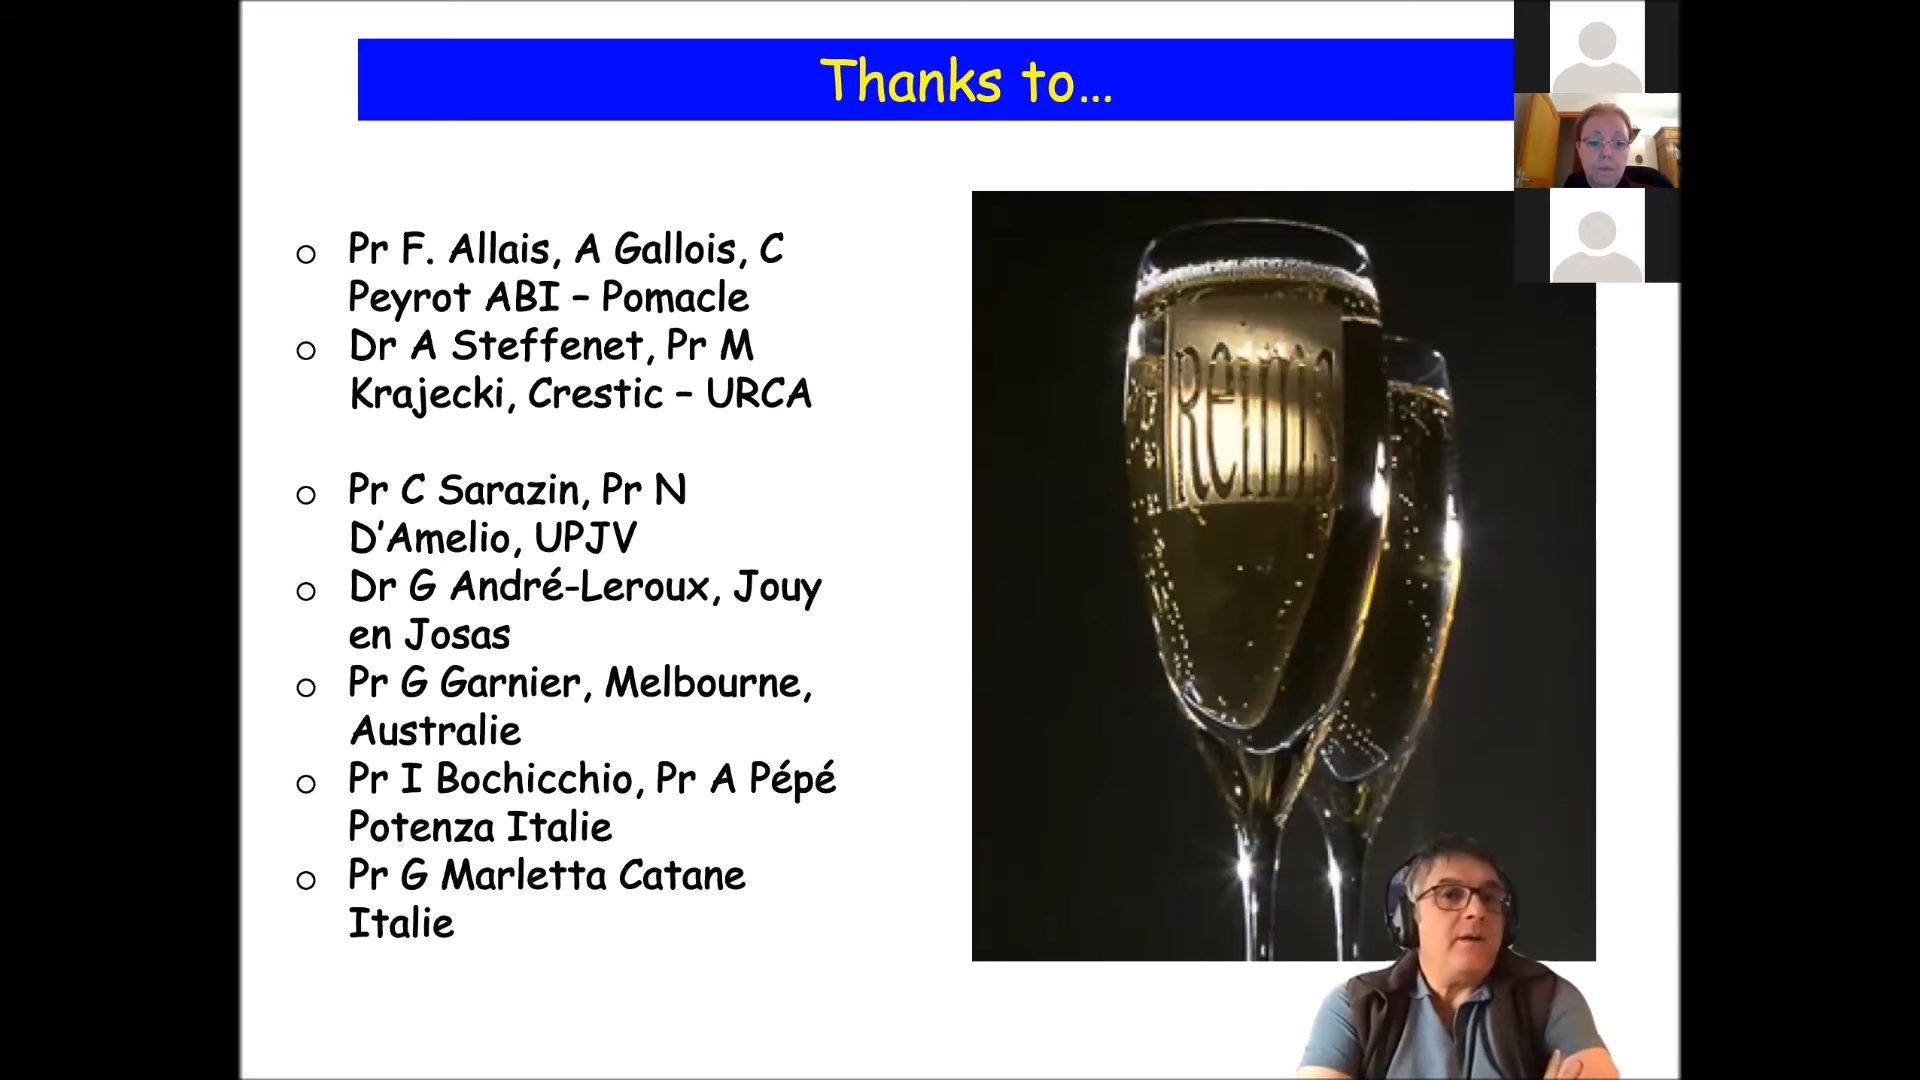 Thanks to...
Pr F. Allais, A Gallois, C
Peyrot ABI – Pomacle
Dr A Steffenet, Pr M
Krajecki, Crestic – URCA
Pr C Sarazin, Pr N
D'Amelio, UPJV
Dr G André-Leroux, Jouy
en Josas
Pr G Garnier, Melbourne,
Australie
Pr I Bochicchio, Pr A Pépé
Potenza Italie
Pr G Marletta Catane
Italie
Reims